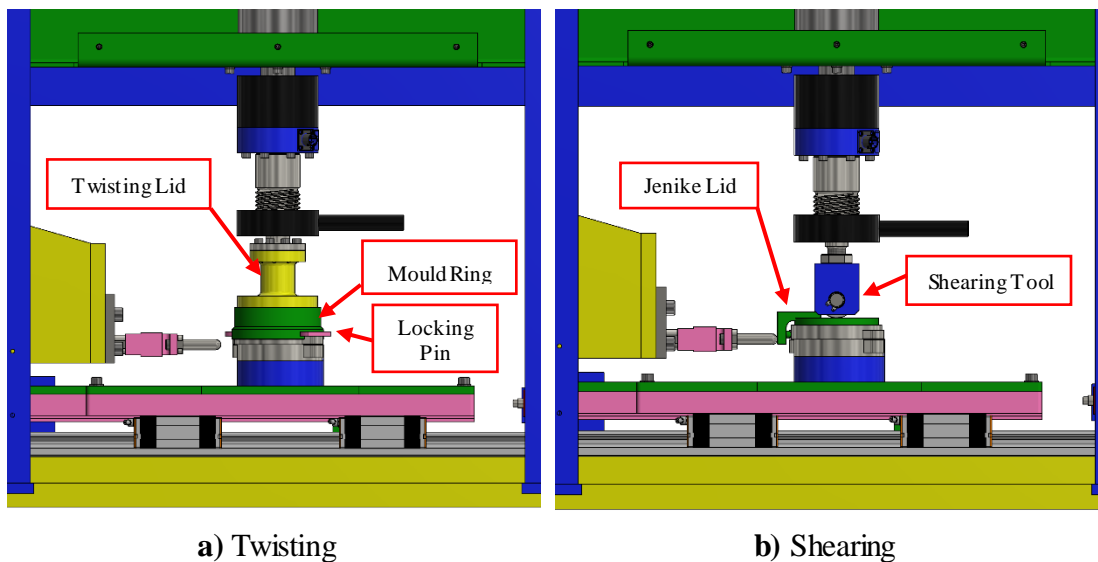 Twisting Lid
Mould Ring
Locking
Pin
Jenike Lid
Shearing Tool
a) Twisting
b) Shearing